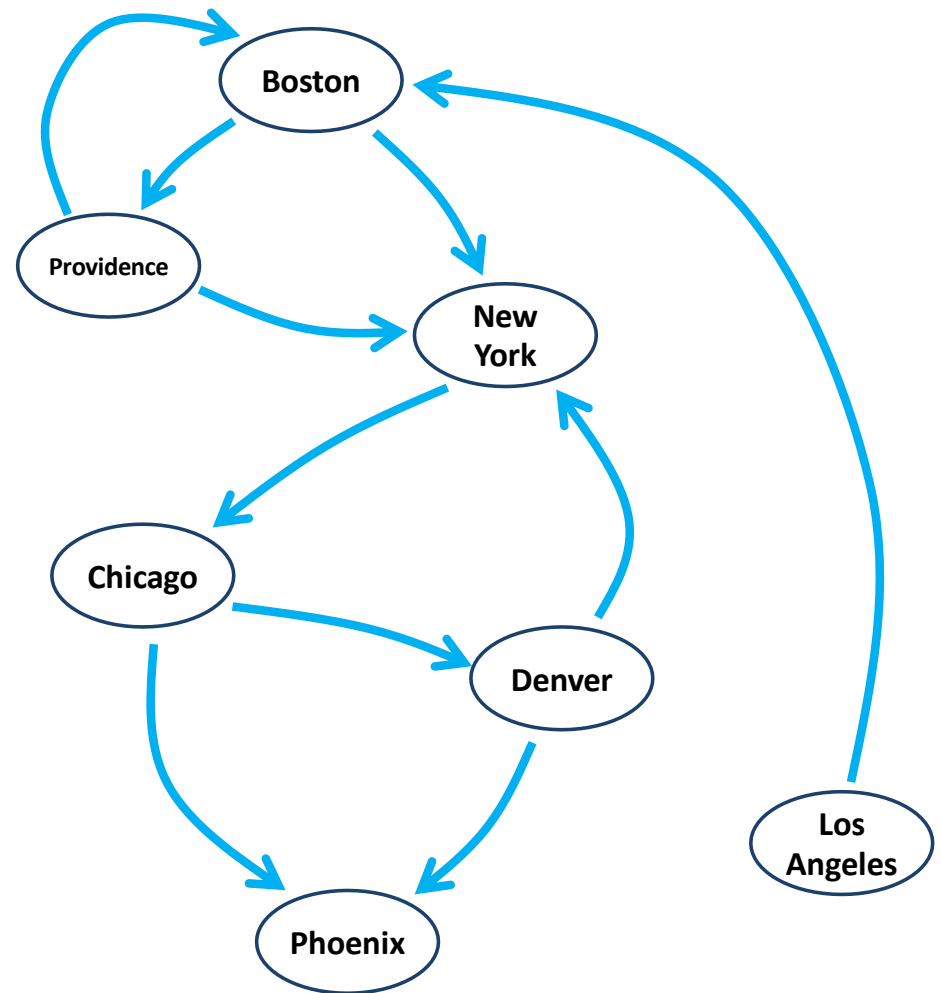 Boston
Providence
New
York
Chicago
Denver
Los
Angeles
Phoenix